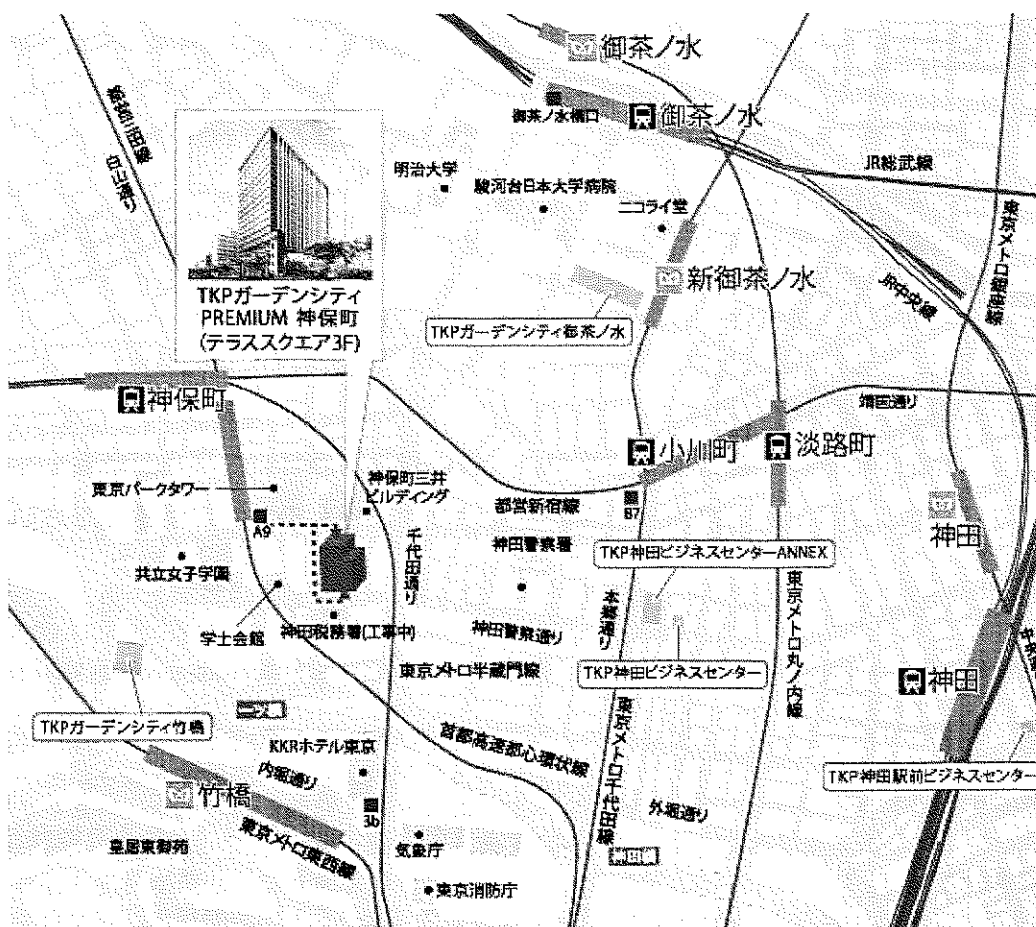 御茶ノ水
御茶ノ水橋口
御茶ノ水
明治大学
駿河台日本大学病院
ニコライ堂
JR総武線
JR中央線
東京メトロ銀座線
白山通り
TKPガーデンシティ
PREMIUM 神保町
(テラススクエア3F)
新御茶ノ水
TKPガーデンシティ御茶ノ水
神保町
小川町
淡路町
靖国通り
東京パークタワー
神保町三井
ビルディング
都営新宿線
B7
A9
千代田通り
神田警察署
TKP神田ビジネスセンターANNEX
神田
共立女子学園
学士会館
神田税務署(工事中)
神田警察通り
本郷通り
東京メトロ丸ノ内線
東京メトロ半蔵門線
TKP神田ビジネスセンター
神田
TKPガーデンシティ竹橋
KKRホテル東京
首都高速都心環状線
東京メトロ千代田線
TKP神田駅前ビジネスセンター
竹橋
内堀通り
3b
外堀通り
皇居東御苑
東京メトロ東西線
気象庁
東京消防庁